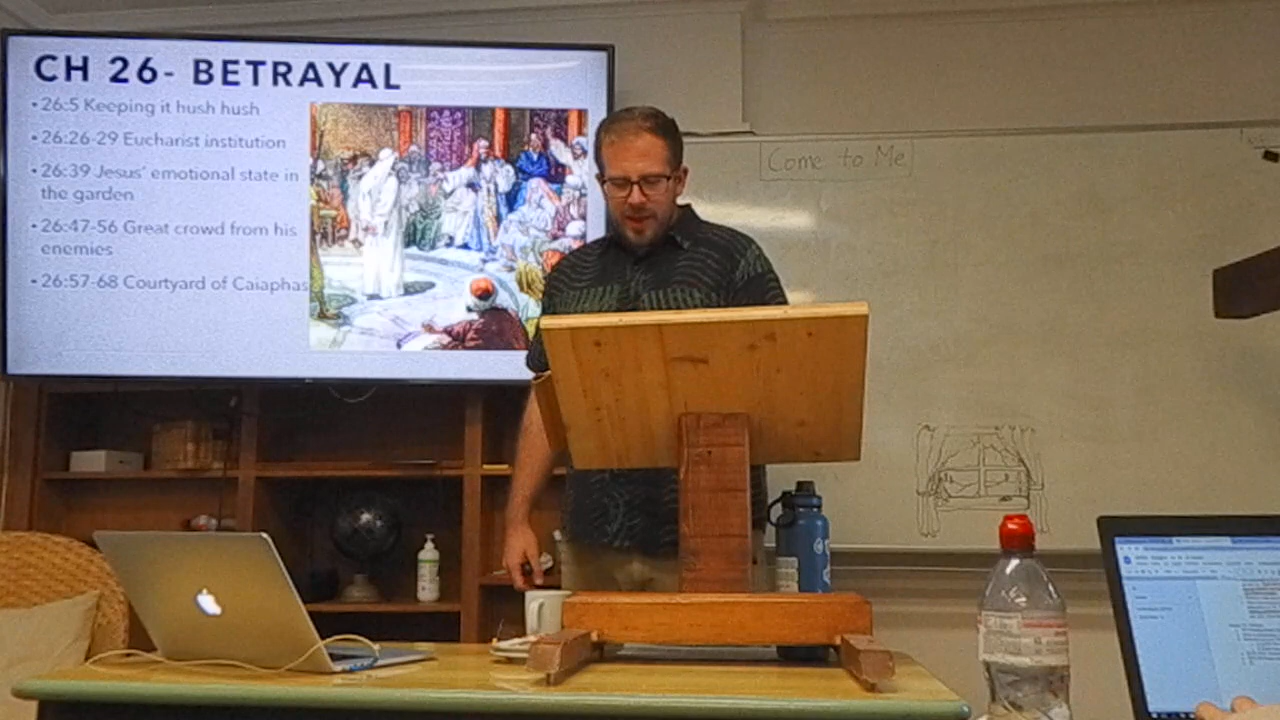 CH 26- BETRAYAL
• 26:5 Keeping it hush hush
• 26:26-29 Eucharist institution
• 26:39 Jesus' emotional state in
the garden
• 26:47-56 Great crowd from his
enemies
• 26:57-68 Courtyard of Caiaphas
Come to Me